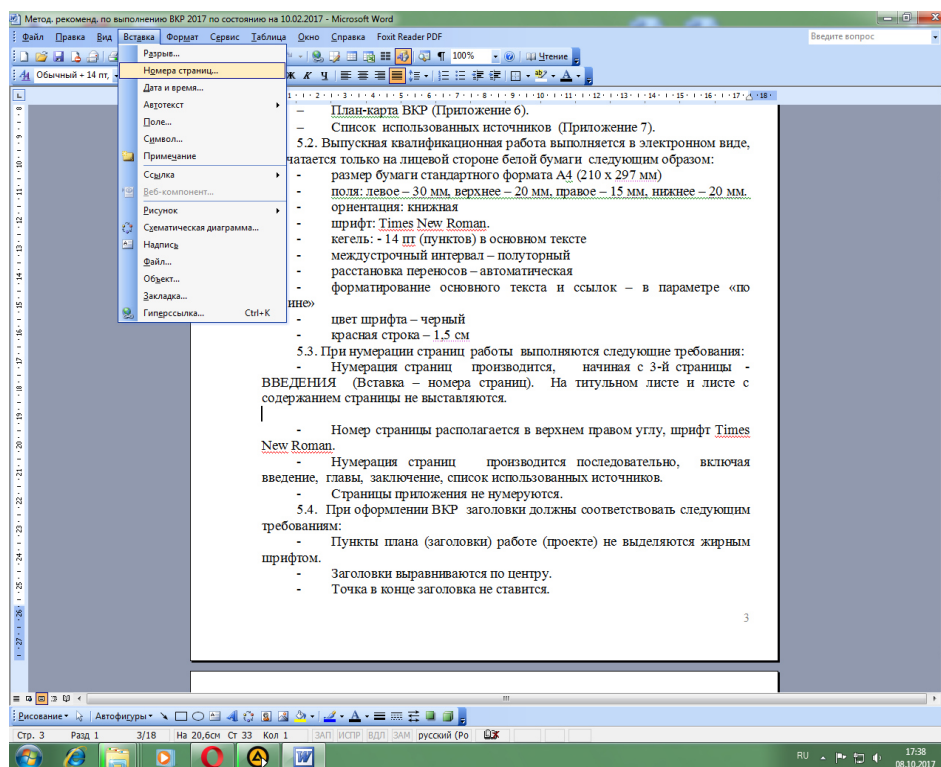 Метод. рекоменд. по выполнению ВКР 2017 по состоянию на 10.02.2017 - Microsoft Word
Файл Правка Вид Вставка Формат Сервис Таблица Окно Справка Foxit Reader PDF Введите вопрос
100% Чтение
Обычный + 14 пт, Ж К Ч
Разрыв...
Номера страниц...
Дата и время...
Автотекст
Поле...
Символ...
Примечание
Ссылка
Веб-компонент...
Рисунок
Схематическая диаграмма...
Надпись
Файл...
Объект...
Закладка...
Гиперссылка... Ctrl+K
– План-карта ВКР (Приложение 6).
– Список использованных источников (Приложение 7).
5.2. Выпускная квалификационная работа выполняется в электронном виде,
чатается только на лицевой стороне белой бумаги следующим образом:
- размер бумаги стандартного формата А4 (210 х 297 мм)
- поля: левое – 30 мм, верхнее – 20 мм, правое – 15 мм, нижнее – 20 мм.
- ориентация: книжная
- шрифт: Times New Roman.
- кегель: - 14 пт (пунктов) в основном тексте
- междустрочный интервал – полуторный
- расстановка переносов – автоматическая
- форматирование основного текста и ссылок – в параметре «по
ине»
- цвет шрифта – черный
- красная строка – 1,5 см
5.3. При нумерации страниц работы выполняются следующие требования:
- Нумерация страниц производится, начиная с 3-й страницы -
ВВЕДЕНИЯ (Вставка – номера страниц). На титульном листе и листе с
содержанием страницы не выставляются.
- Номер страницы располагается в верхнем правом углу, шрифт Times
New Roman.
- Нумерация страниц производится последовательно, включая
введение, главы, заключение, список использованных источников.
- Страницы приложения не нумеруются.
5.4. При оформлении ВКР заголовки должны соответствовать следующим
требованиям:
- Пункты плана (заголовки) работе (проекте) не выделяются жирным
шрифтом.
- Заголовки выравниваются по центру.
- Точка в конце заголовка не ставится.
3
Рисование Автофигуры
Стр. 3 Разд 1 3/18 На 20,6см Ст 33 Кол 1 ЗАП ИСПР ВДЛ ЗАМ русский (Ро
RU 17:38
08.10.2017